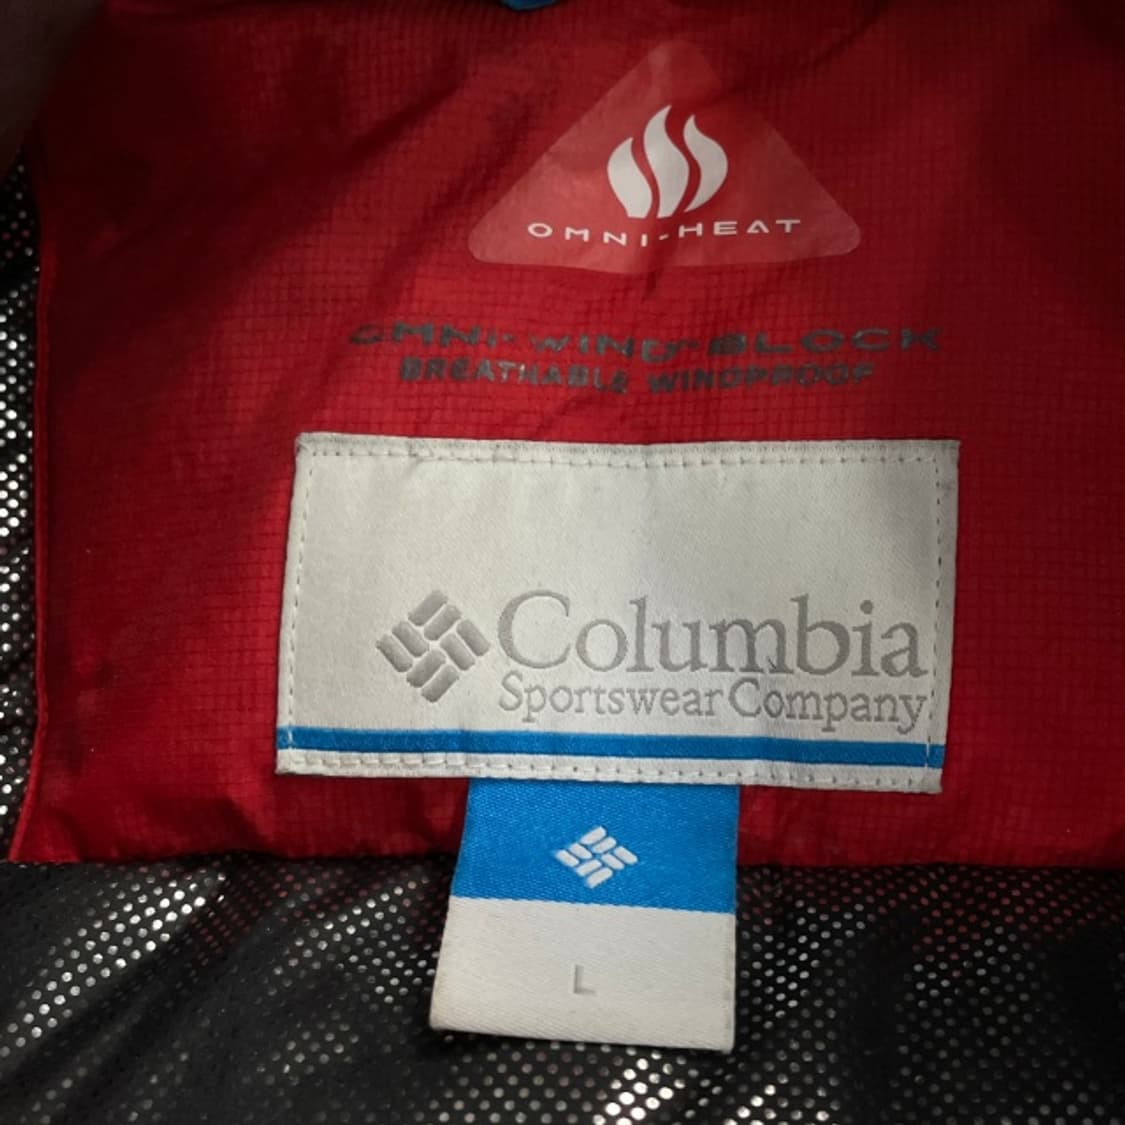 OMNI-HEAT
OMNI-WIND BLOCK
BREATHABLE WINDPROOF
Columbia
Sportswear Company
L